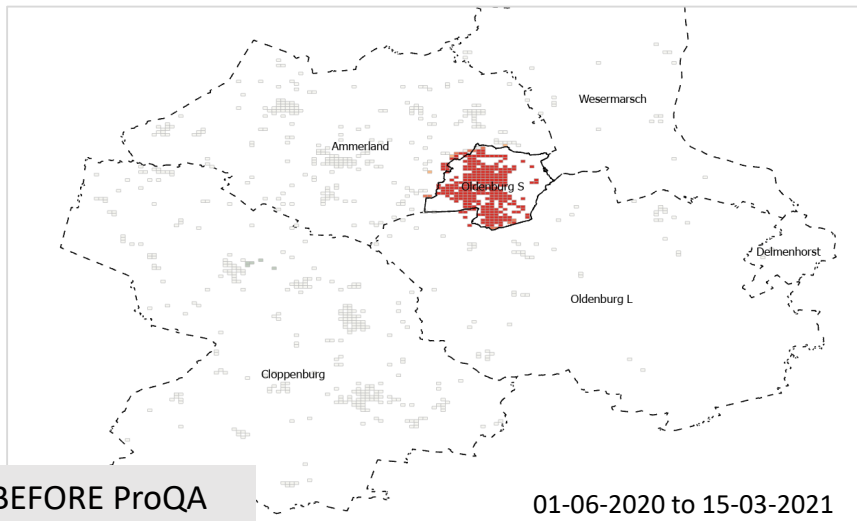 Wesermarsch
Ammerland
Oldenburg S
Delmenhorst
Oldenburg L
Cloppenburg
BEFORE ProQA
01-06-2020 to 15-03-2021